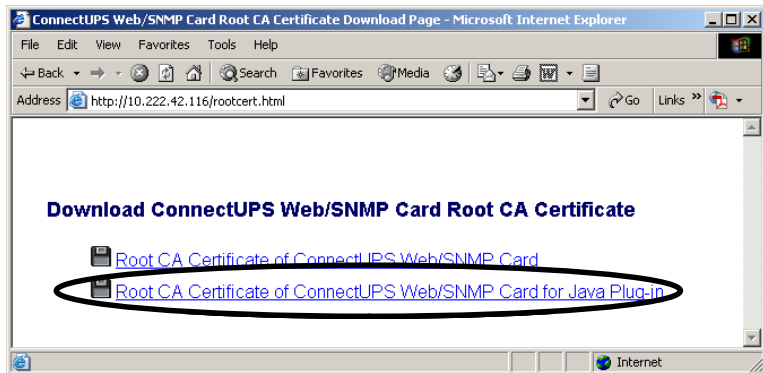 ConnectUPS Web/SNMP Card Root CA Certificate Download Page - Microsoft Internet Explorer
File Edit View Favorites Tools Help
Back Search Favorites Media
Address http://10.222.42.116/rootcert.html Go Links »
Download ConnectUPS Web/SNMP Card Root CA Certificate
Root CA Certificate of ConnectUPS Web/SNMP Card
Root CA Certificate of ConnectUPS Web/SNMP Card for Java Plug-in
Internet